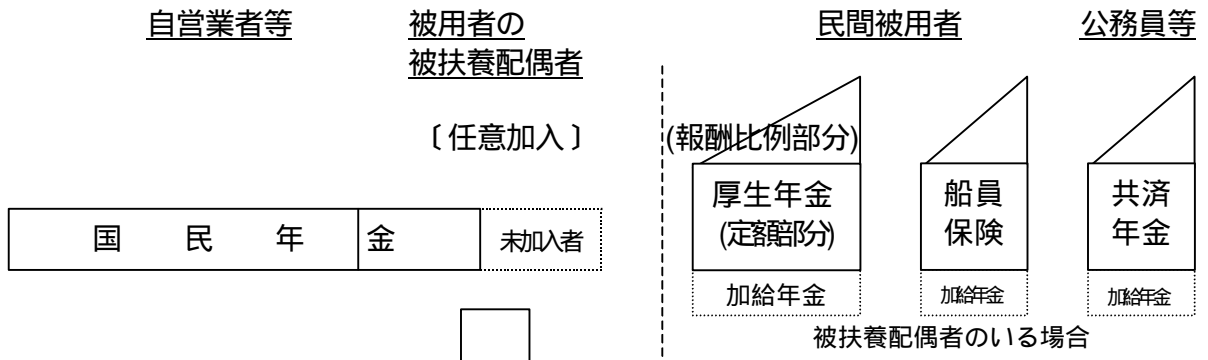 自営業者等 被用者の 民間被用者 公務員等
被扶養配偶者
〔任意加入〕 (報酬比例部分)
厚生年金 船員 共済
(定額部分) 保険 年金
国民年金 未加入者
加給年金 加給年金 加給年金
被扶養配偶者のいる場合